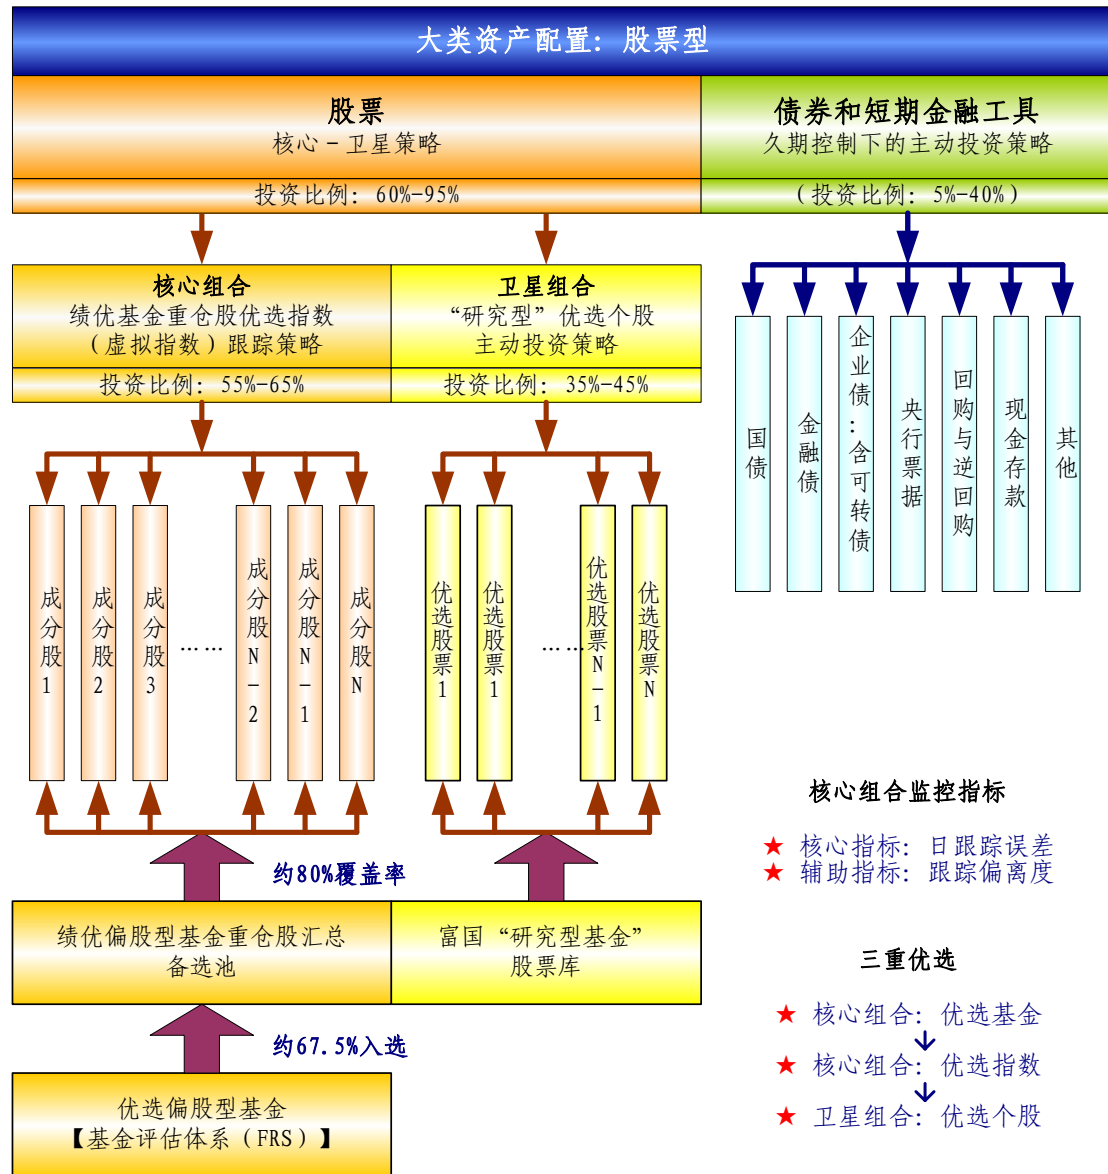 大类资产配置：股票型
股票
核心－卫星策略
投资比例：60%-95%
债券和短期金融工具
久期控制下的主动投资策略
（投资比例：5%-40%）
核心组合
绩优基金重仓股优选指数
（虚拟指数）跟踪策略
投资比例：55%-65%
卫星组合
“研究型”优选个股
主动投资策略
投资比例：35%-45%
国债
金融债
企业债：含可转债
央行票据
回购与逆回购
现金存款
其他
成分股1
成分股2
成分股3
……
成分股N-2
成分股N-1
成分股N
优选股票1
优选股票1
……
优选股票N-1
优选股票N
约80%覆盖率
绩优偏股型基金重仓股汇总
备选池
富国“研究型基金”
股票库
约67.5%入选
优选偏股型基金
【基金评估体系（FRS）】
核心组合监控指标
★ 核心指标：日跟踪误差
★ 辅助指标：跟踪偏离度
三重优选
★ 核心组合：优选基金
★ 核心组合：优选指数
★ 卫星组合：优选个股